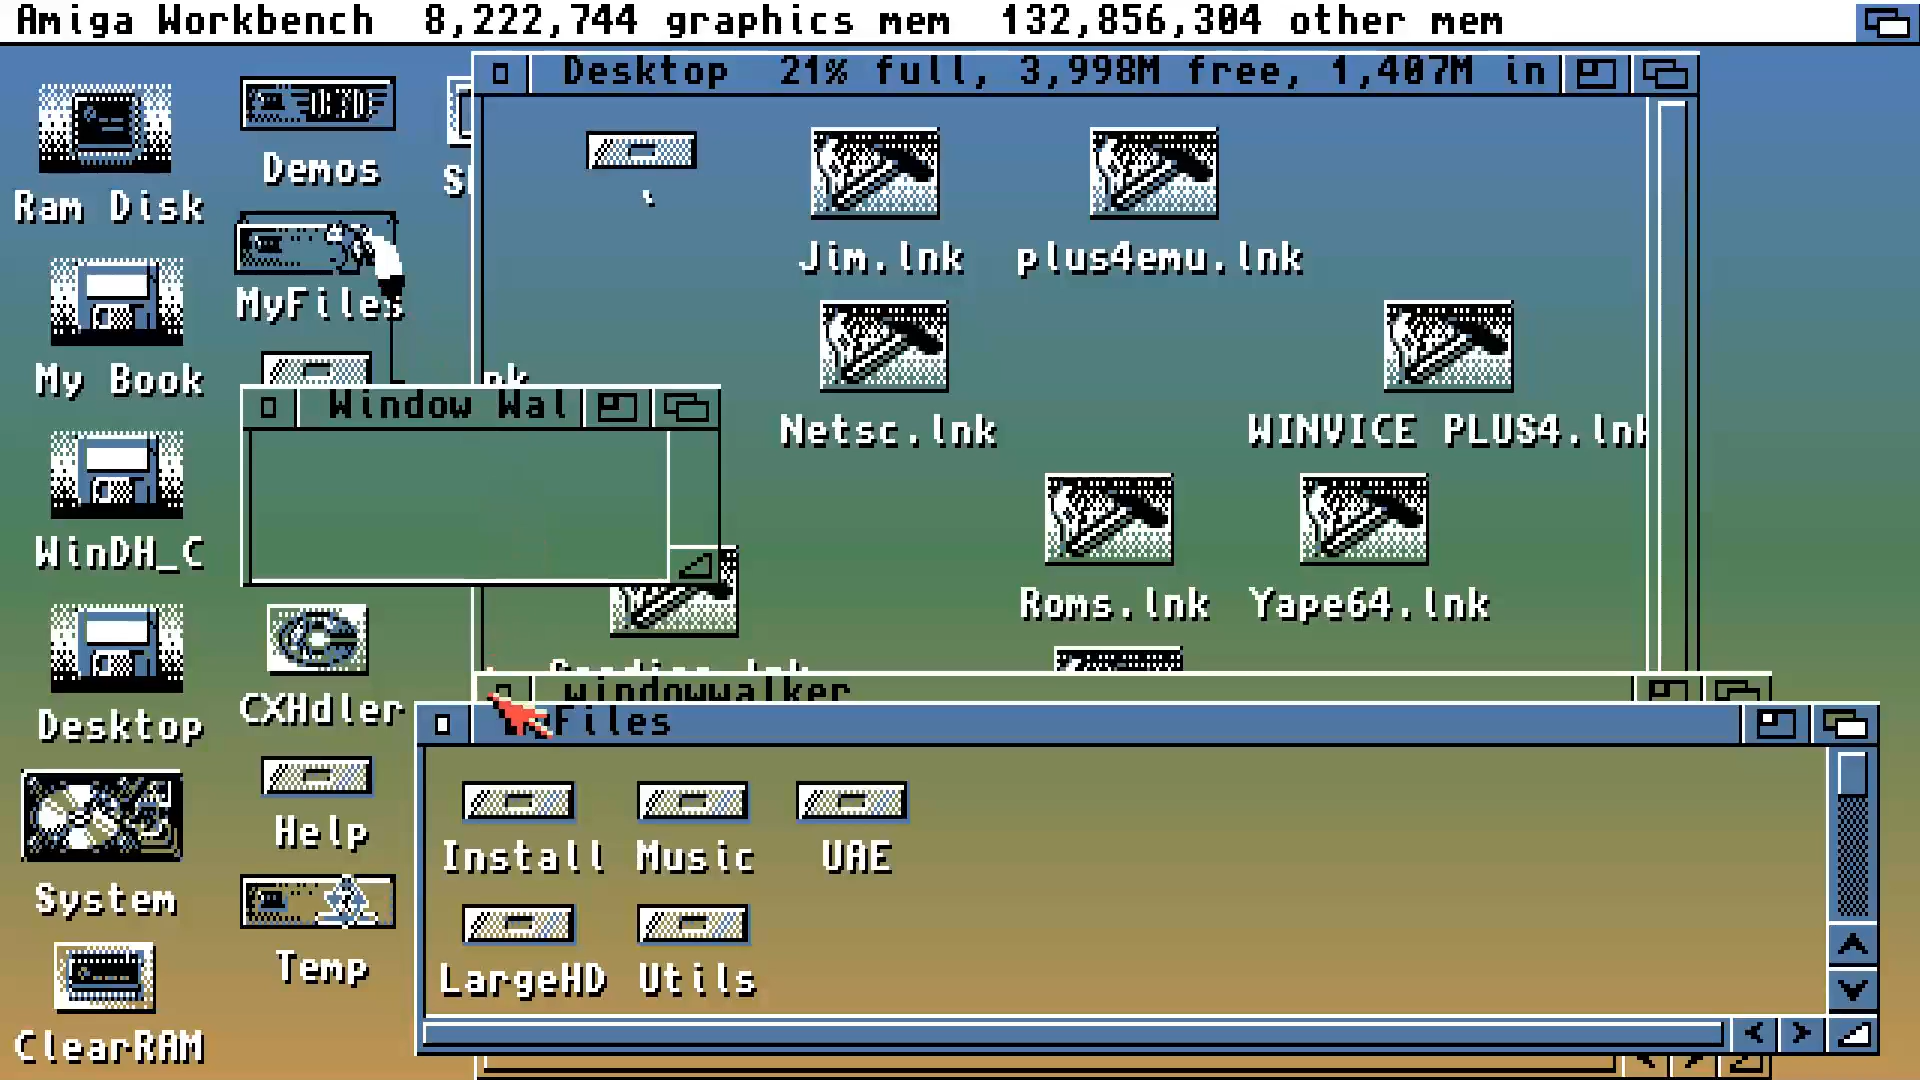 Amiga Workbench 8,222,744 graphics mem 132,856,304 other mem
Desktop 21% full, 3,998M free, 1,407M in
Ram Disk
Demos
Jim.lnk
plus4emu.lnk
My Book
MyFiles
Netsc.lnk
WINVICE PLUS4.lnk
Window Wal
WinDH_C
Roms.lnk
Yape64.lnk
windowwalker
Desktop
CXHdler
Files
System
Help
Install
Music
UAE
Temp
LargeHD
Utils
ClearRAM